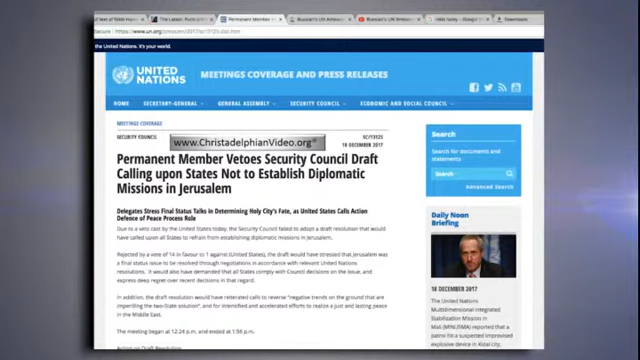 Permanent Member
Downloads
the United Nations. It's your world.
UNITED NATIONS
MEETINGS COVERAGE AND PRESS RELEASES
HOME SECRETARY-GENERAL GENERAL ASSEMBLY SECURITY COUNCIL ECONOMIC AND SOCIAL COUNCIL
MEETINGS COVERAGE
SECURITY COUNCIL
SC/13125
18 DECEMBER 2017
www.ChristadelphianVideo.org
Permanent Member Vetoes Security Council Draft
Calling upon States Not to Establish Diplomatic
Missions in Jerusalem
Delegates Stress Final Status Talks in Determining Holy City's Fate, as United States Calls Action
Defence of Peace Process Role
Due to a veto cast by the United States today, the Security Council failed to adopt a draft resolution that
would have called upon all States to refrain from establishing diplomatic missions in Jerusalem.
Rejected by a vote of 14 in favour to 1 against (United States), the draft would have stressed that Jerusalem was
a final status issue to be resolved through negotiations in accordance with relevant United Nations
resolutions. It would also have demanded that all States comply with Council decisions on the issue, and
express deep regret over recent decisions in that regard.
In addition, the draft resolution would have reiterated calls to reverse "negative trends on the ground that are
imperilling the two-State solution", and for intensified and accelerated efforts to realize a just and lasting peace
in the Middle East.
The meeting began at 12:24 p.m. and ended at 1:56 p.m.
Action on Draft Resolution
Search
Search for documents and
statements
Search
Advanced Search
Daily Noon
Briefing
18 DECEMBER 2017
The United Nations
Multidimensional Integrated
Stabilization Mission in
Mali (MINUSMA) reported that a
patrol hit a suspected improvised
explosive device in Kidal city,